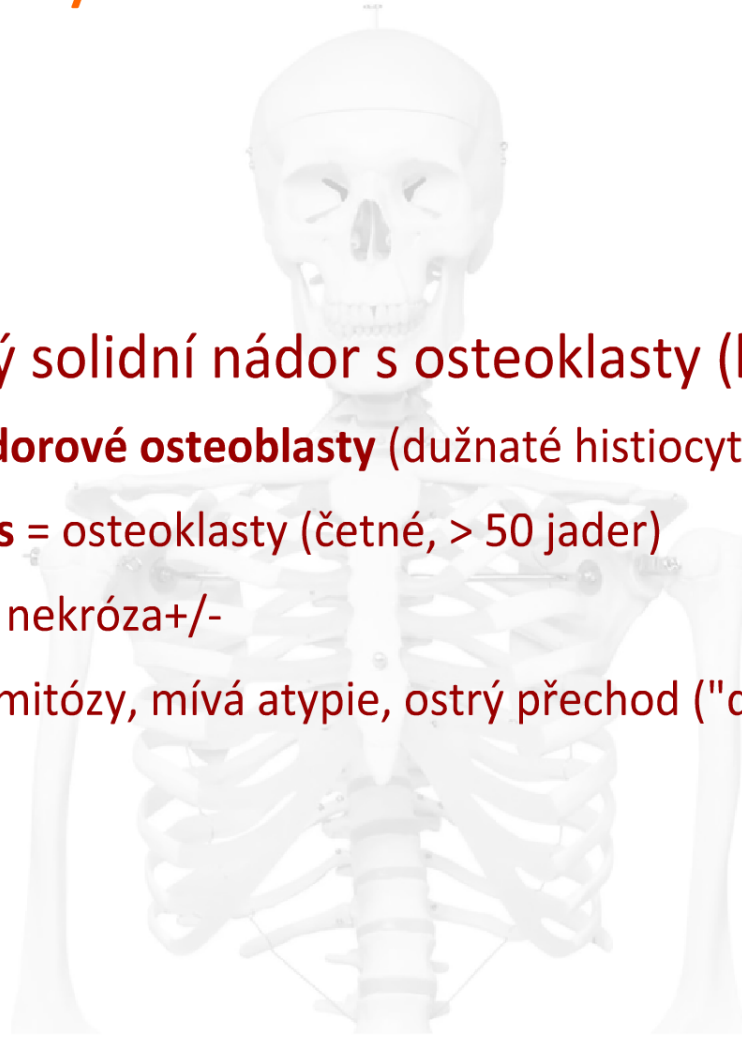 ý solidní nádor s osteoklasty (
dorové osteoblasty (dužnaté histiocyt
s = osteoklasty (četné, > 50 jader)
nekróza+/-
mitózy, mívá atypie, ostrý přechod ("